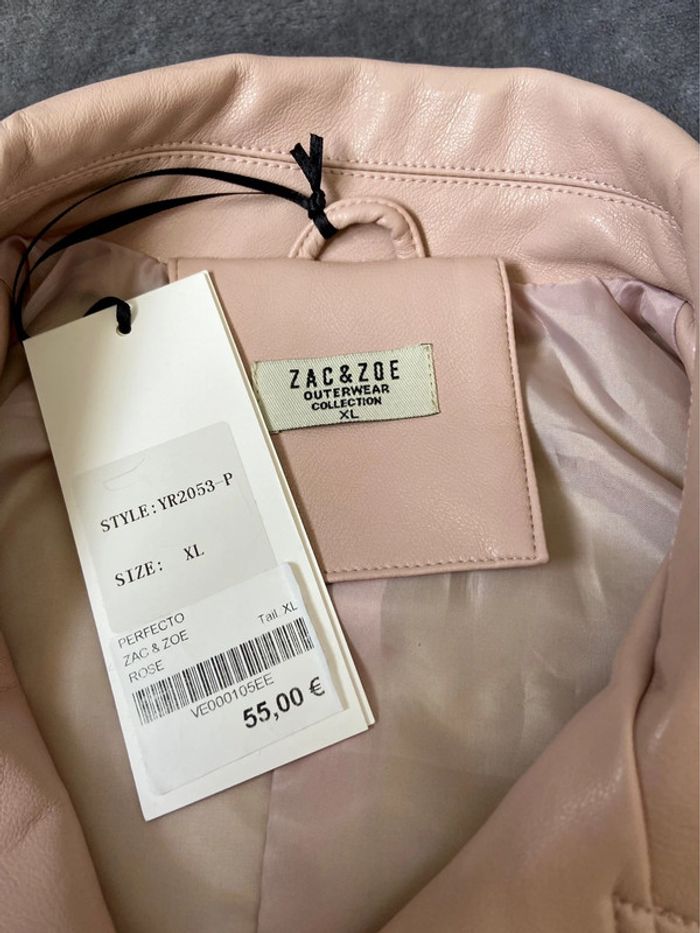 ZAC&ZOE
OUTERWEAR
COLLECTION
XL
STYLE:YR2053-P
SIZE: XL
PERFECTO Tail XL
ZAC & ZOE
ROSE
VE000105EE
55,00 €